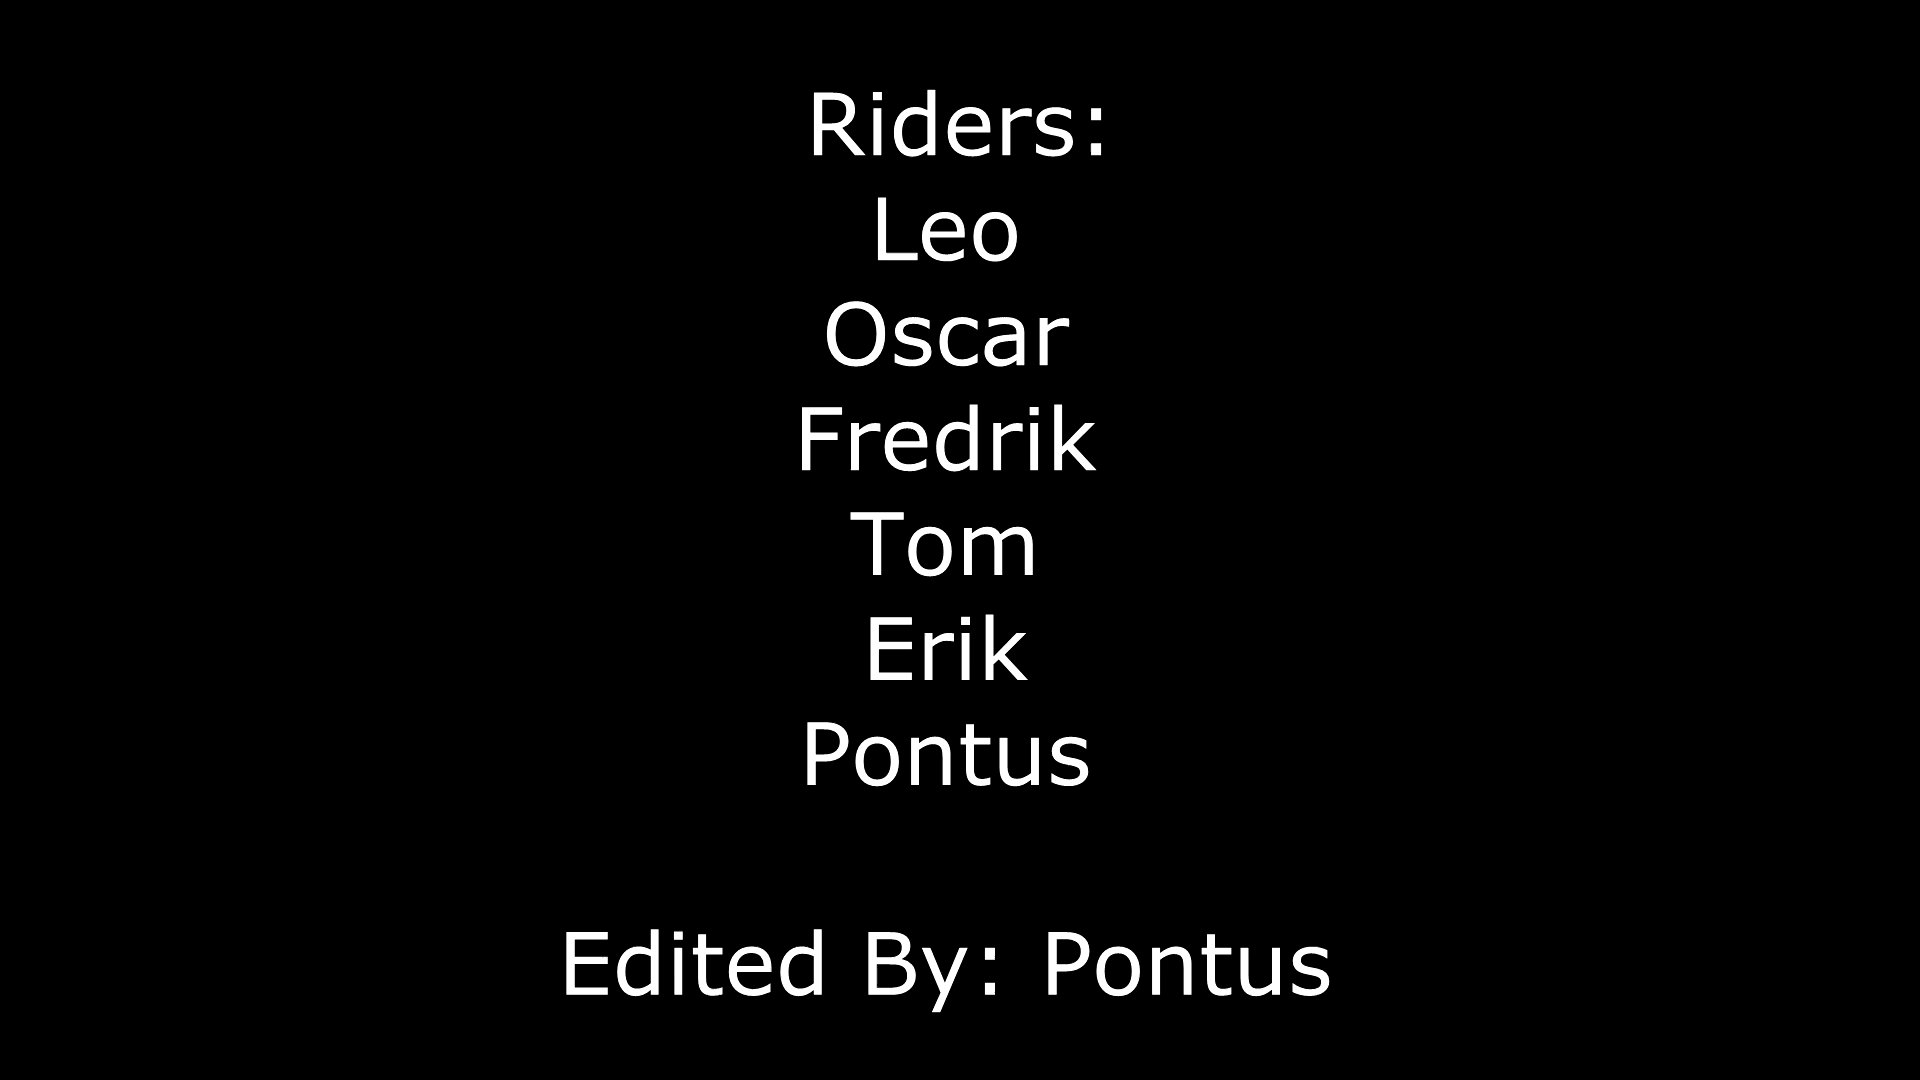 Riders:
Leo
Oscar
Fredrik
Tom
Erik
Pontus
Edited By: Pontus